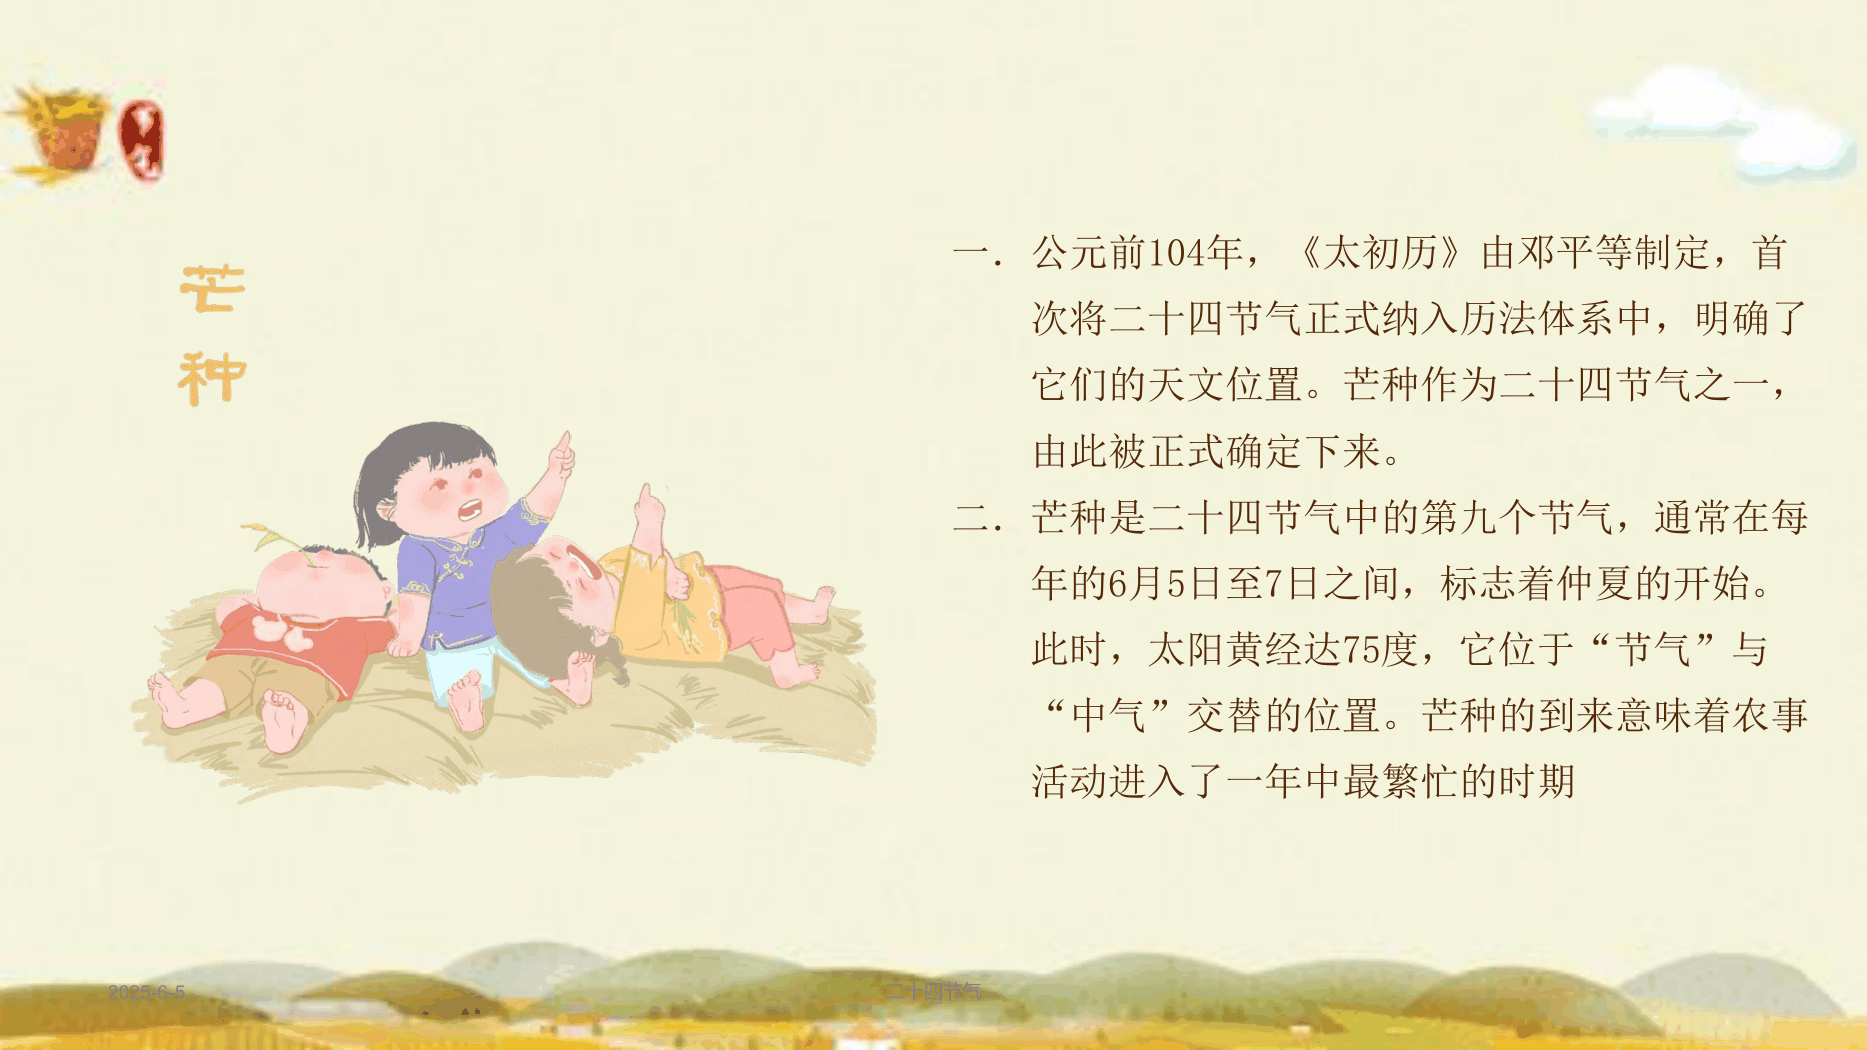 芒
种
一. 公元前104年，《太初历》由邓平等制定，首
次将二十四节气正式纳入历法体系中，明确了
它们的天文位置。芒种作为二十四节气之一，
由此被正式确定下来。
二. 芒种是二十四节气中的第九个节气，通常在每
年的6月5日至7日之间，标志着仲夏的开始。
此时，太阳黄经达75度，它位于“节气”与
“中气”交替的位置。芒种的到来意味着农事
活动进入了一年中最繁忙的时期
2025-6-5
二十四节气